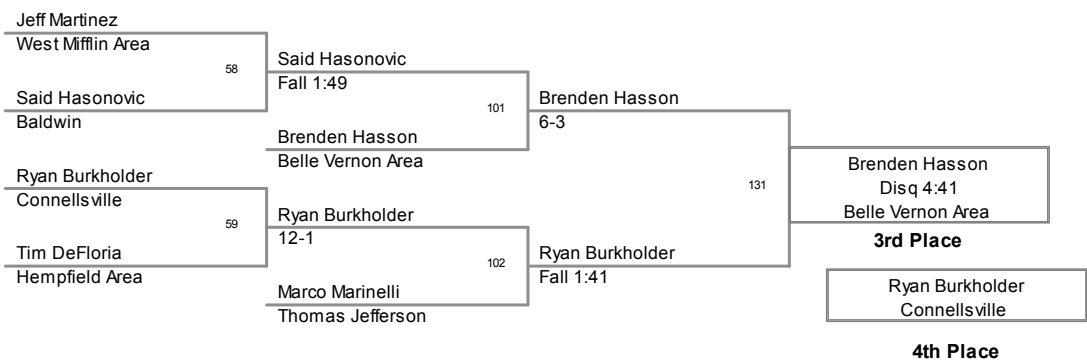 Jeff Martinez
West Mifflin Area
58
Said Hasonovic
Baldwin
Said Hasonovic
Fall 1:49
101
Brenden Hasson
Belle Vernon Area
Ryan Burkholder
Connellsville
59
Tim DeFloria
Hempfield Area
Ryan Burkholder
12-1
102
Marco Marinelli
Thomas Jefferson
Brenden Hasson
6-3
131
Ryan Burkholder
Fall 1:41
Brenden Hasson
Disq 4:41
Belle Vernon Area
3rd Place
Ryan Burkholder
Connellsville
4th Place